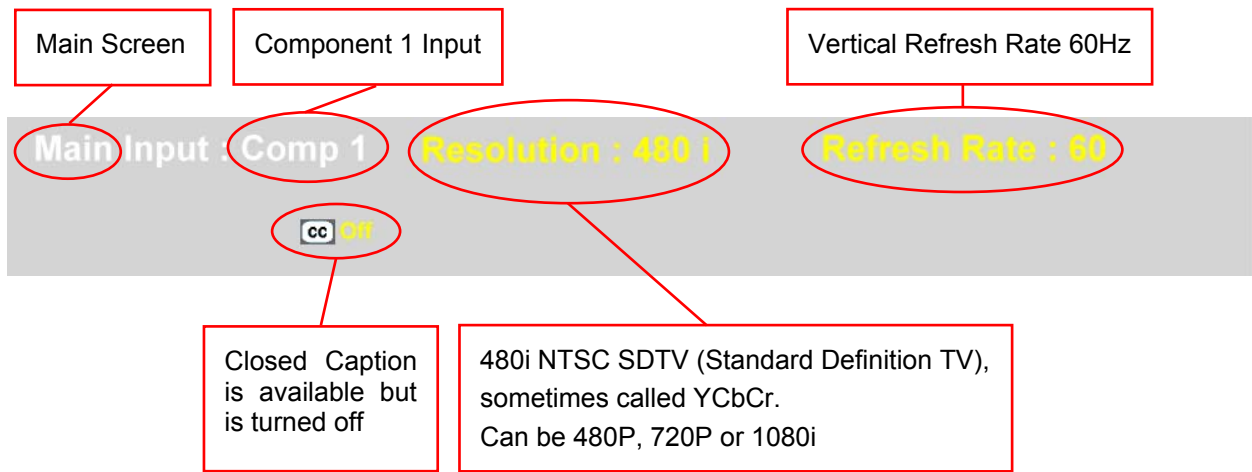 Main Screen
Component 1 Input
Vertical Refresh Rate 60Hz
Main Input : Comp 1 Resolution : 480 i Refresh Rate : 60
cc Off
Closed Caption
is available but
is turned off
480i NTSC SDTV (Standard Definition TV),
sometimes called YCbCr.
Can be 480P, 720P or 1080i